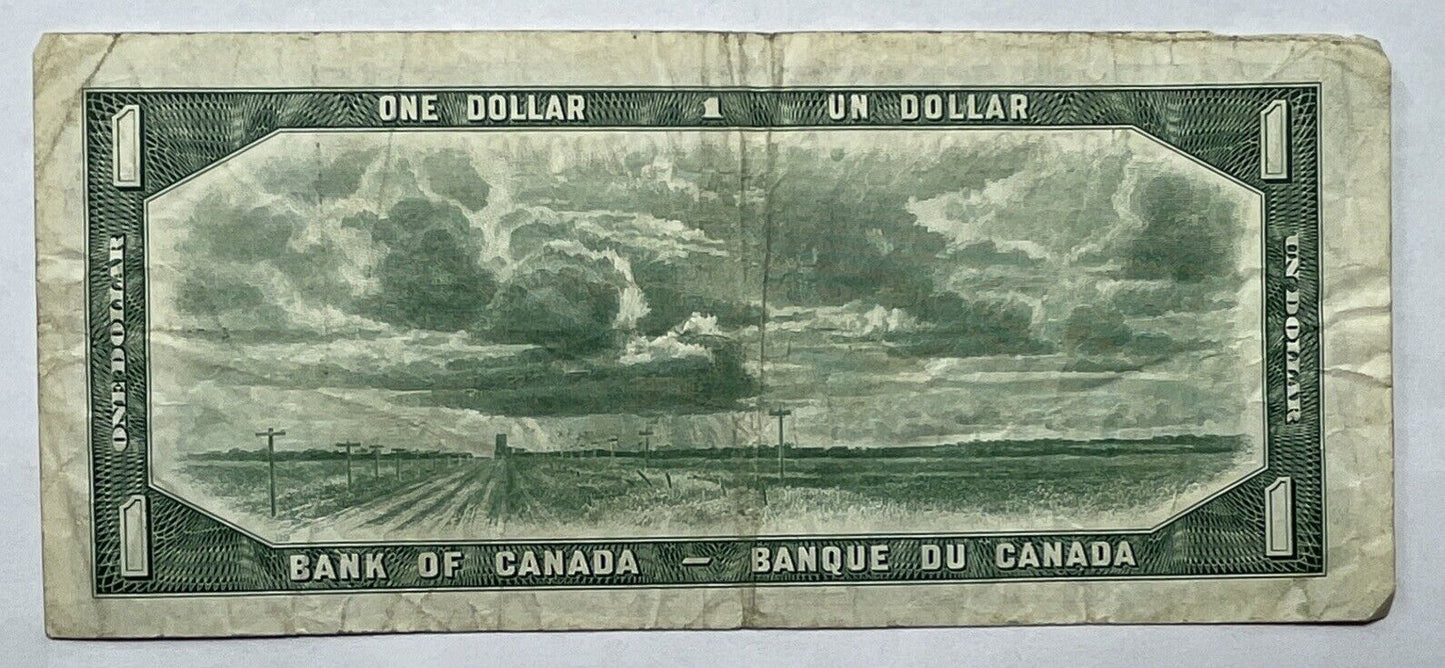 ONE DOLLAR 1 UN DOLLAR
1
1
ONE DOLLAR
UN DOLLAR
1
1
BANK OF CANADA – BANQUE DU CANADA